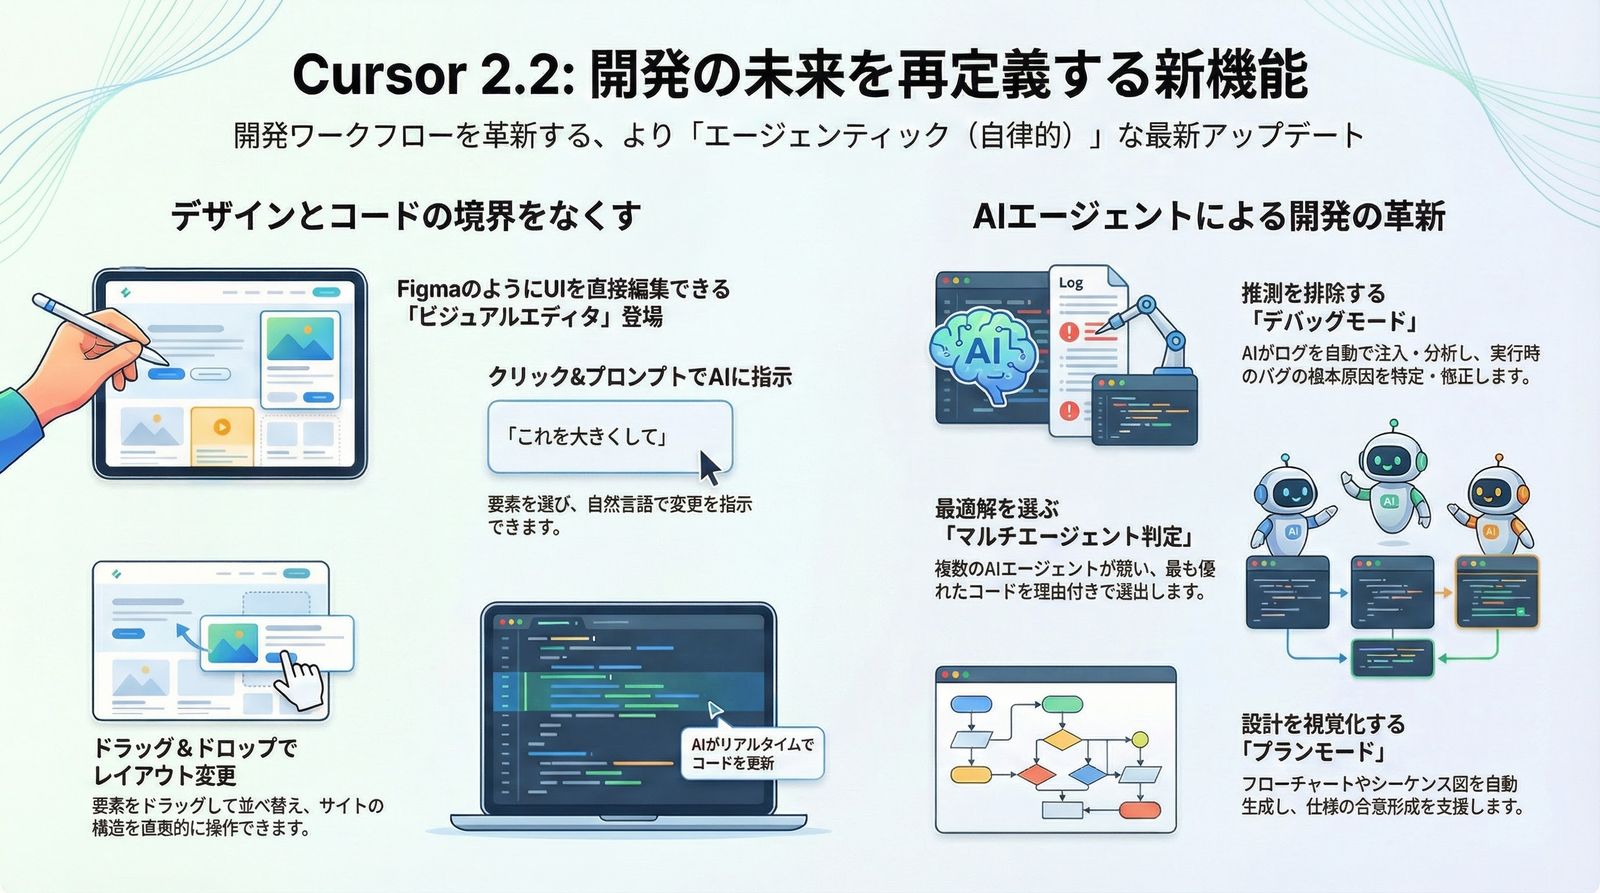 Cursor 2.2: 開発の未来を再定義する新機能
開発ワークフローを革新する、より「エージェンティック（自律的）」な最新アップデート
デザインとコードの境界をなくす
FigmaのようにUIを直接編集できる
「ビジュアルエディタ」登場
クリック&プロンプトでAIに指示
「これを大きくして」
要素を選び、自然言語で変更を指示
できます。
ドラッグ＆ドロップで
レイアウト変更
要素をドラッグして並べ替え、サイトの
構造を直感的に操作できます。
AIがリアルタイムで
コードを更新
AIエージェントによる開発の革新
Log
AI
推測を排除する
「デバッグモード」
AIがログを自動で注入・分析し、実行時
のバグの根本原因を特定・修正します。
最適解を選ぶ
「マルチエージェント判定」
複数のAIエージェントが競い、最も優
れたコードを理由付きで選出します。
AI
AI
AI
設計を視覚化する
「プランモード」
フローチャートやシーケンス図を自動
生成し、仕様の合意形成を支援します。